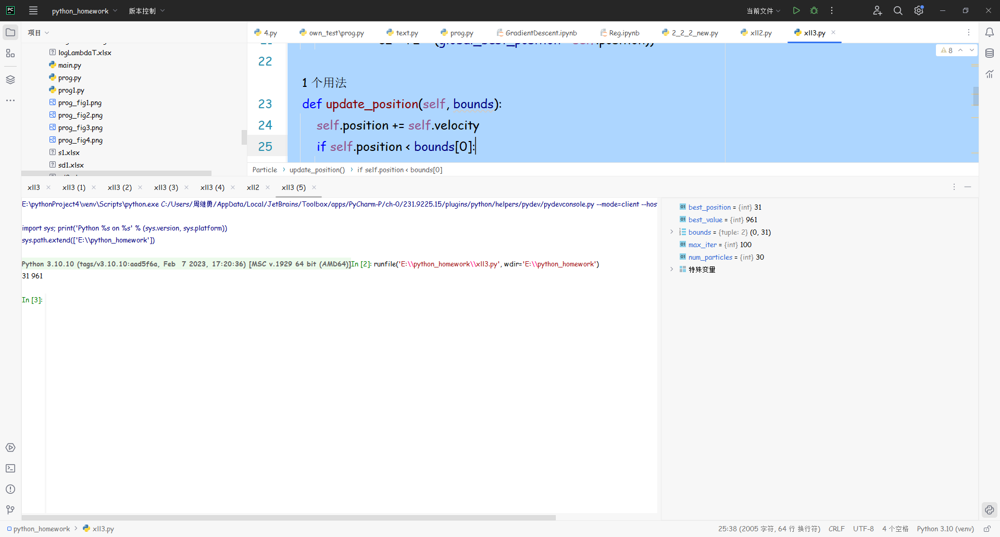 PC python_homework 版本控制 当前文件
项目
4.py own_test\prog.py text.py prog.py GradientDescent.ipynb Reg.ipynb 2_2_2_new.py xll2.py xll3.py
logLambdaT.xlsx
main.py
prog.py
prog1.py
prog_fig1.png
prog_fig2.png
prog_fig3.png
prog_fig4.png
s1.xlsx
sd1.xlsx
8
22
1 个用法
23 def update_position(self, bounds):
24 self.position += self.velocity
25 if self.position < bounds[0]:
Particle > update_position() > if self.position < bounds[0]
xll3 xll3 (1) xll3 (2) xll3 (3) xll3 (4) xll2 xll3 (5)
E:\pythonProject4\venv\Scripts\python.exe C:/Users/周继勇/AppData/Local/JetBrains/Toolbox/apps/PyCharm-P/ch-0/231.9225.15/plugins/python/helpers/pydev/pydevconsole.py --mode=client --hos
import sys; print('Python %s on %s' % (sys.version, sys.platform))
sys.path.extend(['E:\\python_homework'])
Python 3.10.10 (tags/v3.10.10:aad5f6a, Feb  7 2023, 17:20:36) [MSC v.1929 64 bit (AMD64)]In [2]: runfile('E:\\python_homework\\xll3.py', wdir='E:\\python_homework')
31 961
In [3]:
best_position = {int} 31
best_value = {int} 961
bounds = {tuple: 2} (0, 31)
max_iter = {int} 100
num_particles = {int} 30
特殊变量
python_homework > xll3.py
25:38 (2005 字符, 64 行 换行符) CRLF UTF-8 4 个空格 Python 3.10 (venv)